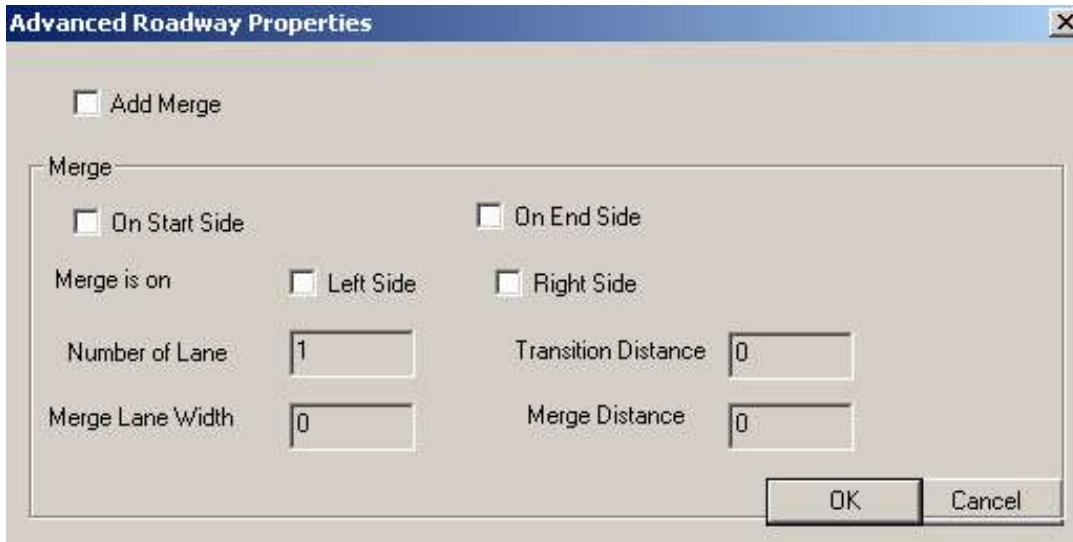 Advanced Roadway Properties
Add Merge
Merge
On Start Side
On End Side
Merge is on
Left Side
Right Side
Number of Lane
1
Transition Distance
0
Merge Lane Width
0
Merge Distance
0
OK
Cancel